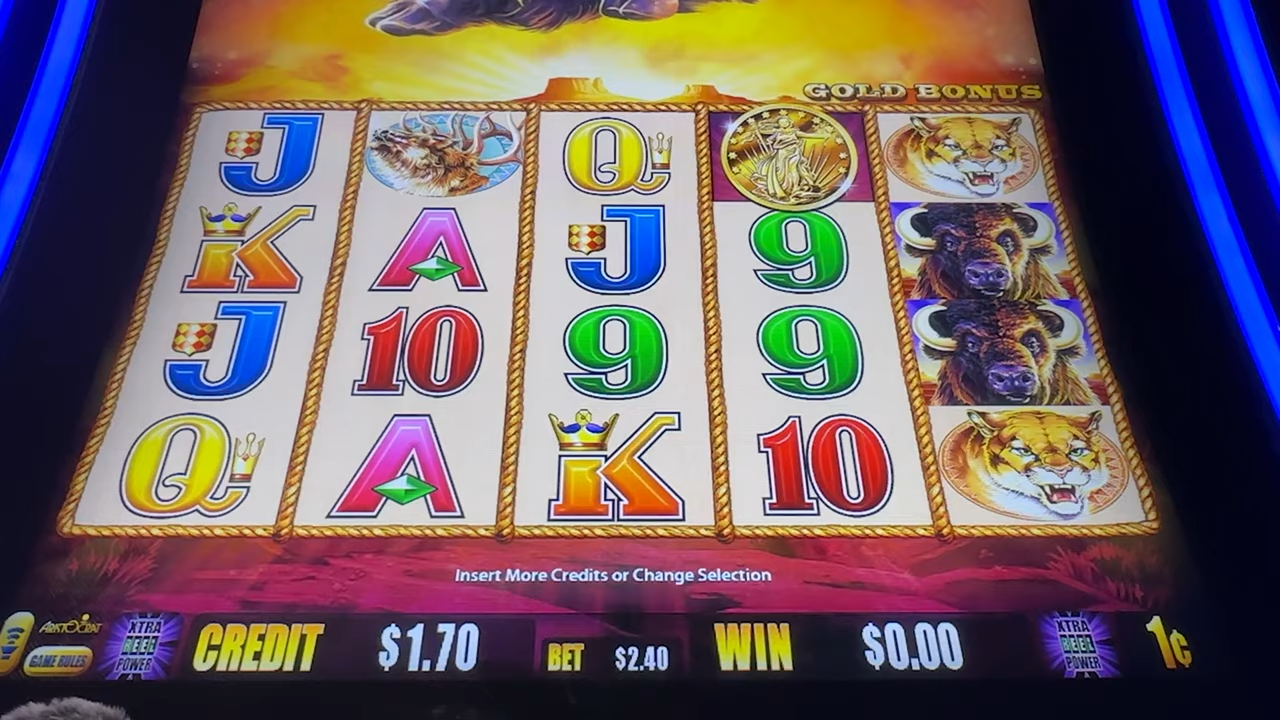 GOLD BONUS
J Q
K A J 9
J 10 9 9
Q A K 10
Insert More Credits or Change Selection
ARISTOCRAT XTRA REEL POWER CREDIT $1.70 BET $2.40 WIN $0.00 XTRA REEL POWER 1¢
GAME RULES